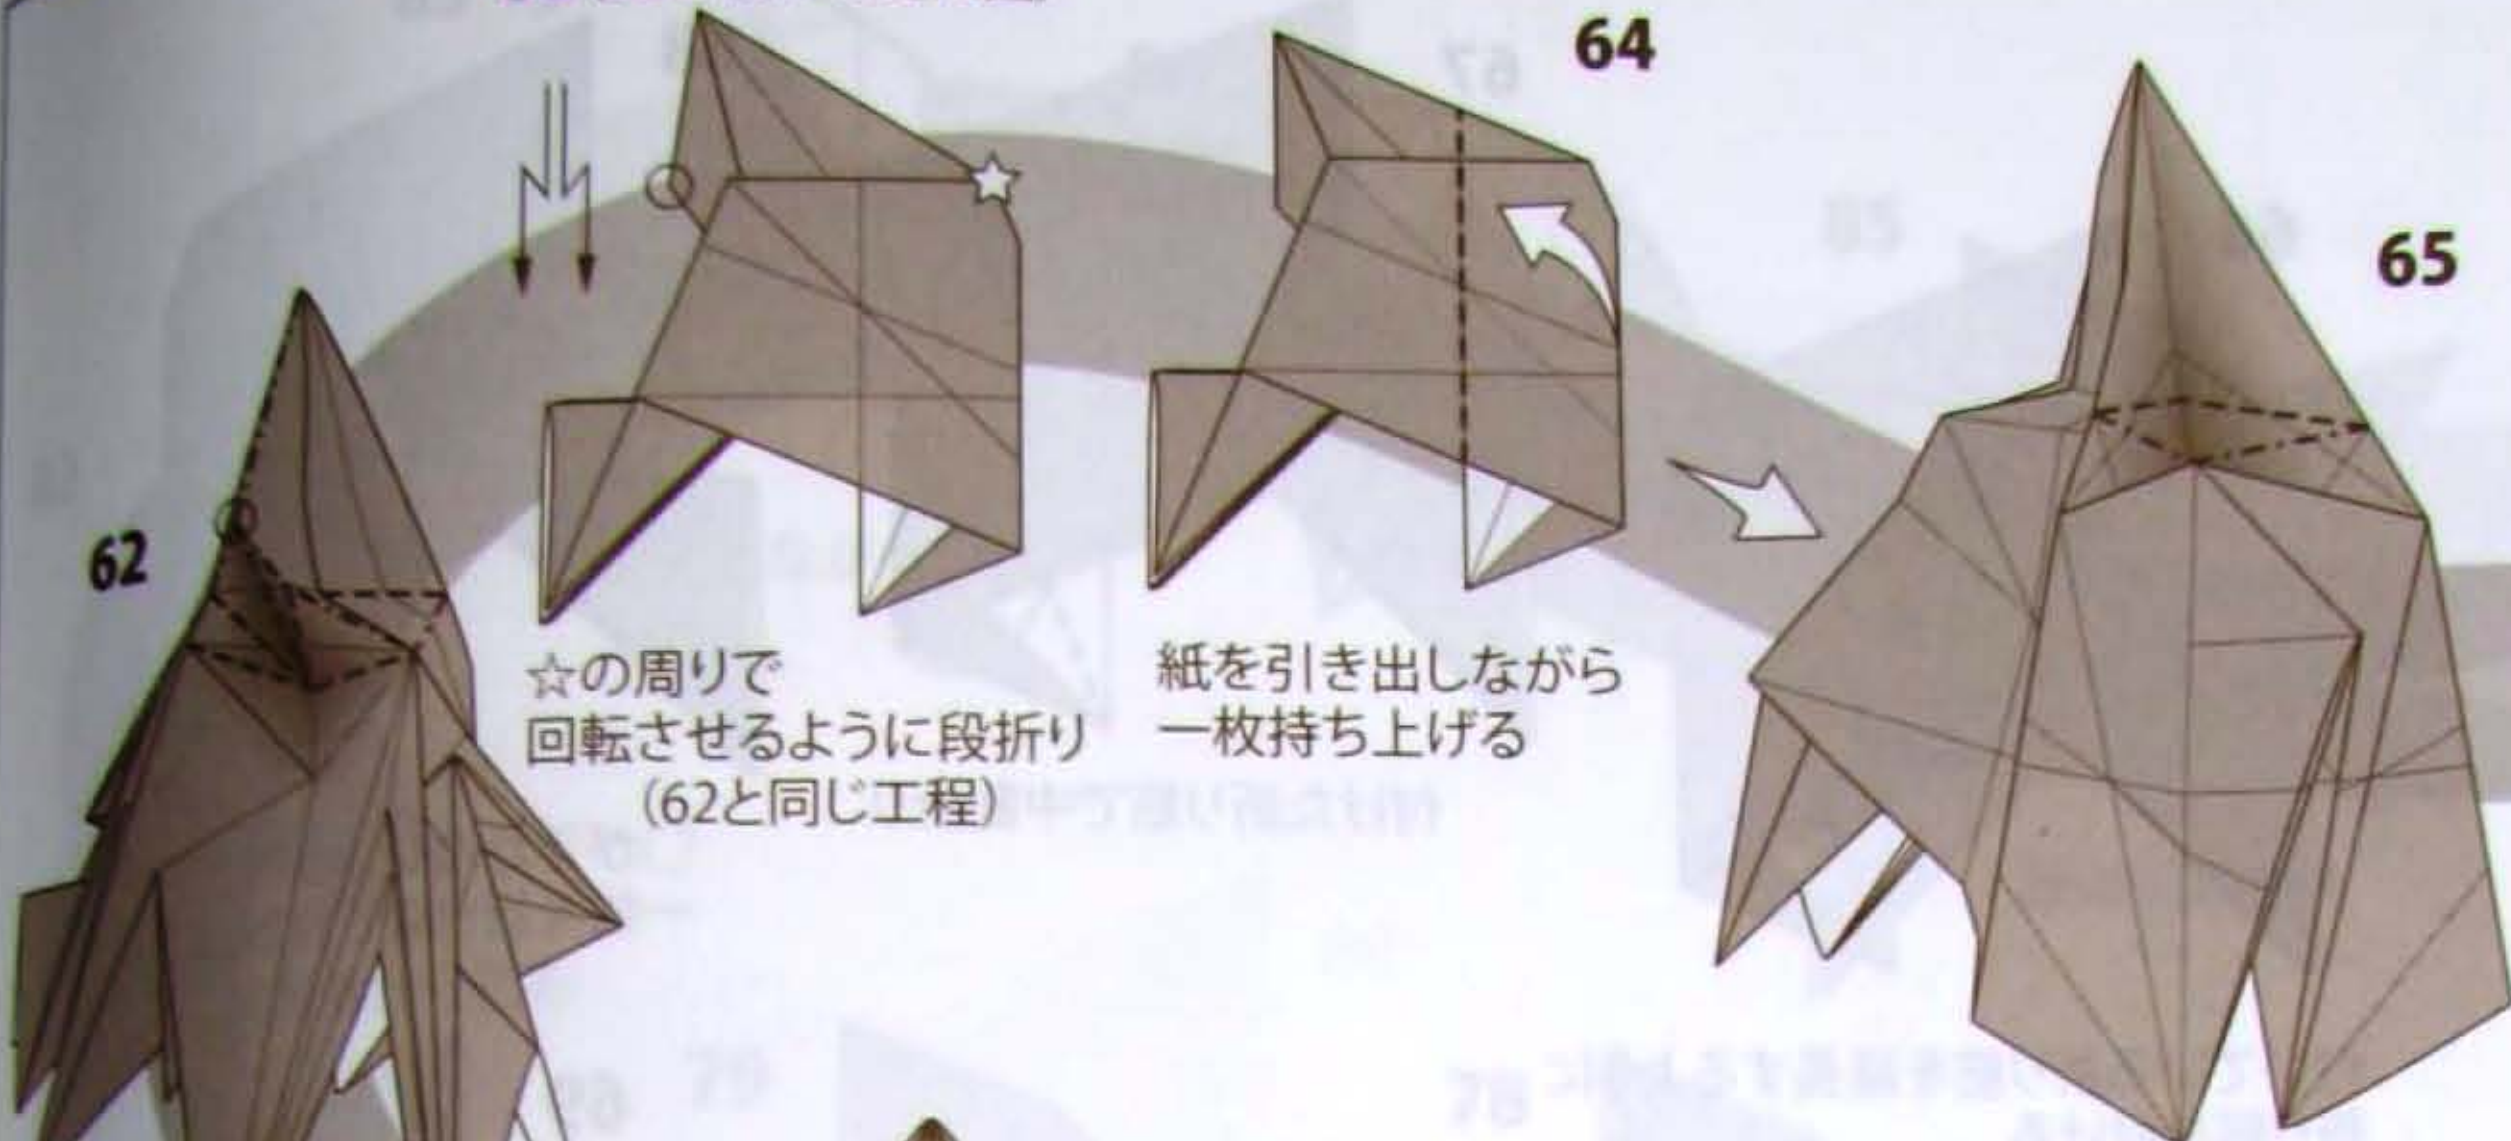 62
☆の周りで
回転させるように段折り
(62と同じ工程)
64
紙を引き出しながら
一枚持ち上げる
65